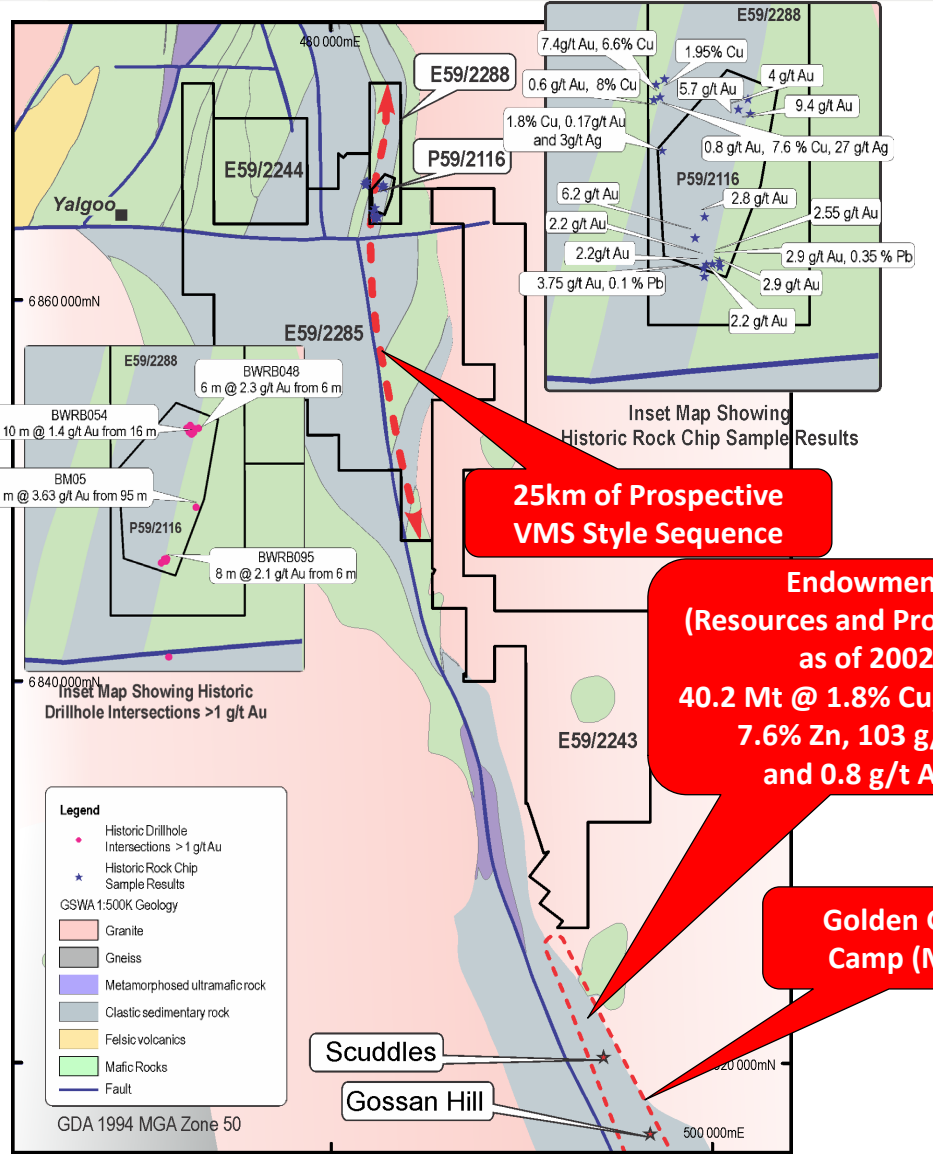 480 000mE
E59/2288
P59/2116
E59/2244
Yalgoo
6 860 000mN
E59/2285
E59/2288
7.4g/t Au, 6.6% Cu
1.95% Cu
0.6 g/t Au, 8% Cu
5.7 g/t Au
4 g/t Au
9.4 g/t Au
1.8% Cu, 0.17g/t Au
and 3g/t Ag
0.8 g/t Au, 7.6 % Cu, 27 g/t Ag
P59/2116
6.2 g/t Au
2.8 g/t Au
2.2 g/t Au
2.55 g/t Au
2.2g/t Au
2.9 g/t Au, 0.35 % Pb
3.75 g/t Au, 0.1 % Pb
2.9 g/t Au
2.2 g/t Au
Inset Map Showing
Historic Rock Chip Sample Results
E59/2288
BWRB048
6 m @ 2.3 g/t Au from 6 m
BWRB054
10 m @ 1.4 g/t Au from 16 m
BM05
m @ 3.63 g/t Au from 95 m
P59/2116
BWRB095
8 m @ 2.1 g/t Au from 6 m
6 840 000mN
Inset Map Showing Historic
Drillhole Intersections >1 g/t Au
25km of Prospective
VMS Style Sequence
Endowmen
(Resources and Pro
as of 2002
40.2 Mt @ 1.8% Cu
7.6% Zn, 103 g/
and 0.8 g/t A
E59/2243
Golden
Camp (M
Scuddles
Gossan Hill
20 000mN
500 000mE
Legend
Historic Drillhole
Intersections >1 g/t Au
Historic Rock Chip
Sample Results
GSWA 1:500K Geology
Granite
Gneiss
Metamorphosed ultramafic rock
Clastic sedimentary rock
Felsic volcanics
Mafic Rocks
Fault
GDA 1994 MGA Zone 50